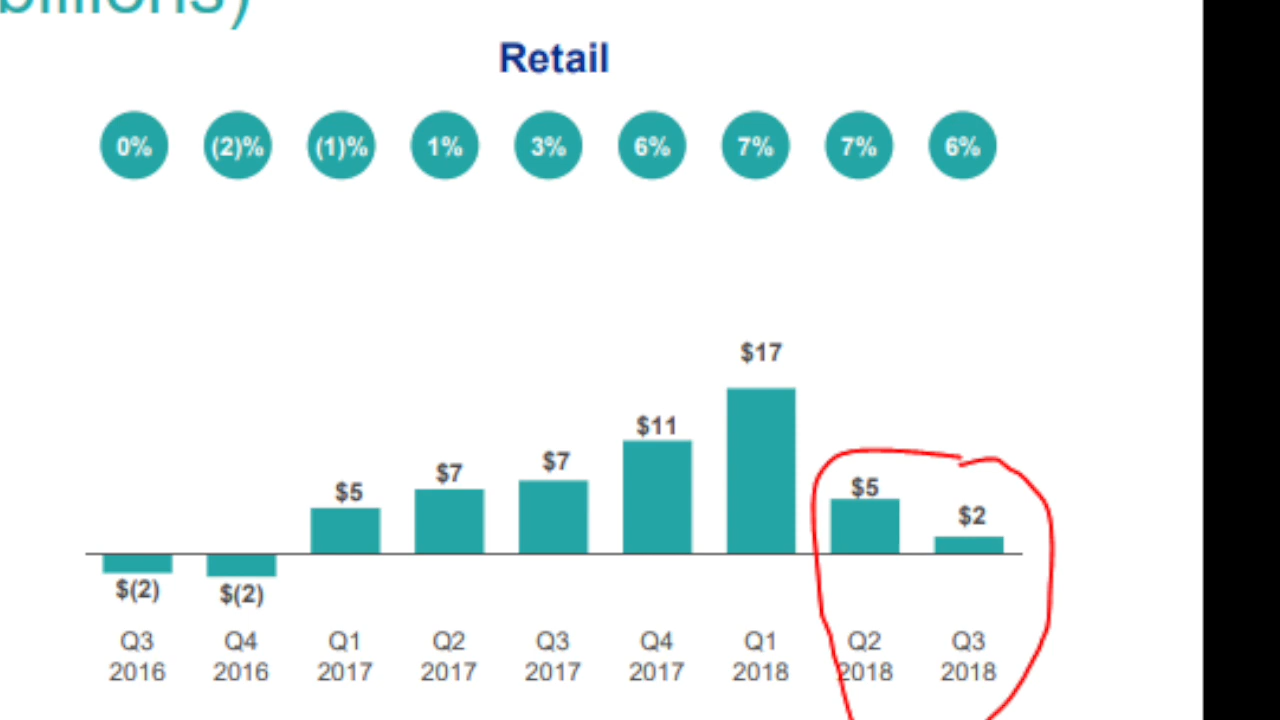 billions)
Retail
0% (2)% (1)% 1% 3% 6% 7% 7% 6%
$(2) $(2) $5 $7 $7 $11 $17 $5 $2
Q3 Q4 Q1 Q2 Q3 Q4 Q1 Q2 Q3
2016 2016 2017 2017 2017 2017 2018 2018 2018